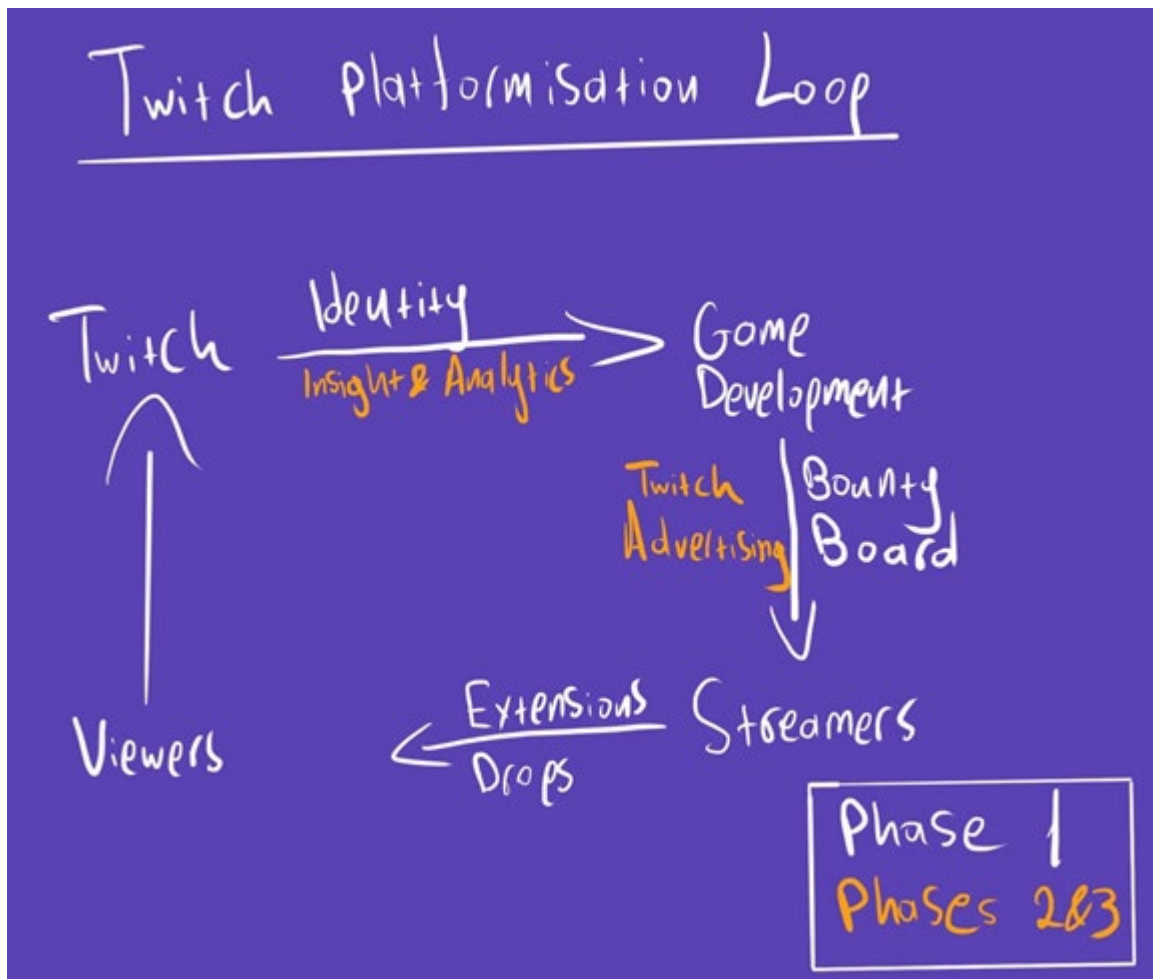 Twitch Platformisation Loop
Twitch
Identity
Insight & Analytics
Game
Development
Twitch
Advertising
Bounty
Board
Streamers
Extensions
Drops
Viewers
Phase 1
Phases 2&3